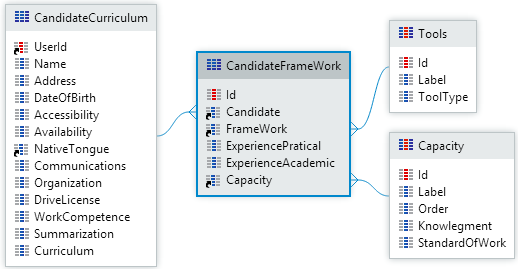 CandidateCurriculum
UserId
Name
Address
DateOfBirth
Accessibility
Availability
NativeTongue
Communications
Organization
DriveLicense
WorkCompetence
Summarization
Curriculum
CandidateFrameWork
Id
Candidate
FrameWork
ExperiencePratical
ExperienceAcademic
Capacity
Tools
Id
Label
ToolType
Capacity
Id
Label
Order
Knowlegment
StandardOfWork